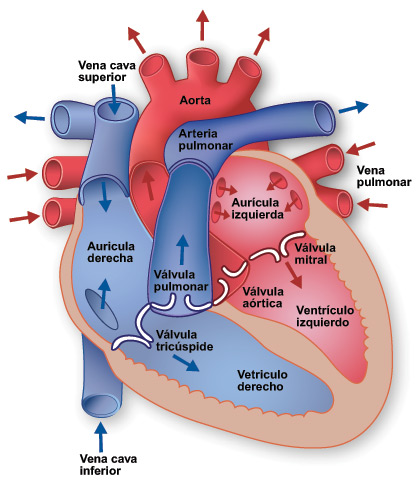 Vena cava
superior
Aorta
Arteria
pulmonar
Vena
pulmonar
Aurícula
izquierda
Auricula
derecha
Válvula
mitral
Válvula
pulmonar
Válvula
aórtica
Ventrículo
izquierdo
Válvula
tricúspide
Vetriculo
derecho
Vena cava
inferior